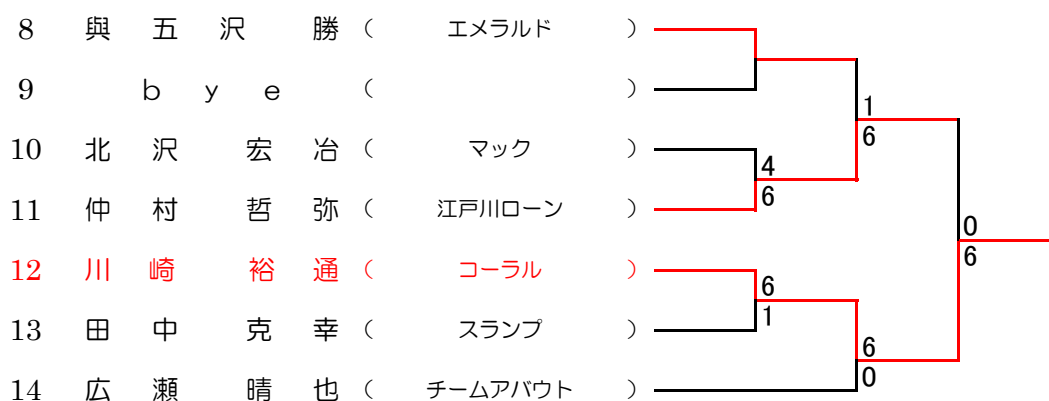 8 與五沢 勝 ( エメラルド )
9 bye ( )
1
6
10 北沢 宏冶 ( マック )
4
6
11 仲村 哲弥 ( 江戸川ローン )
0
6
12 川崎 裕通 ( コーラル )
6
1
13 田中 克幸 ( スランプ )
6
0
14 広瀬 晴也 ( チームアバウト )